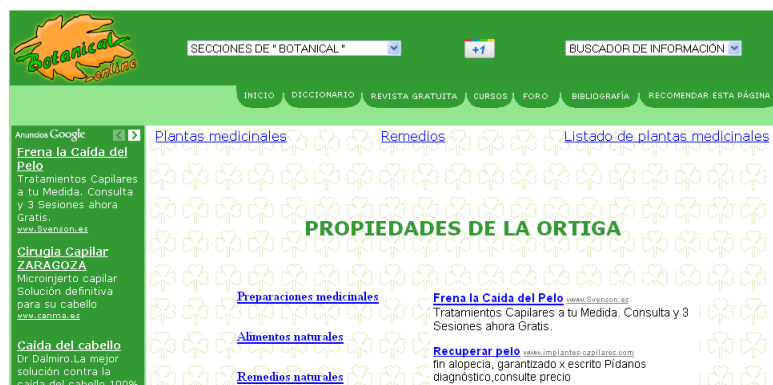 Botanical
online
SECCIONES DE " BOTANICAL "
+1
BUSCADOR DE INFORMACIÓN
INICIO
DICCIONARIO
REVISTA GRATUITA
CURSOS
FORO
BIBLIOGRAFÍA
RECOMENDAR ESTA PÁGINA
Anuncios Google
Frena la Caída del
Pelo
Tratamientos Capilares
a tu Medida. Consulta
y 3 Sesiones ahora
Gratis.
www.Svenson.es
Cirugia Capilar
ZARAGOZA
Microinjerto capilar
Solución definitiva
para su cabello
www.canma.es
Caída del cabello
Dr Dalmiro.La mejor
solución contra la
caída del cabello 100%
Plantas medicinales
Remedios
Listado de plantas medicinales
PROPIEDADES DE LA ORTIGA
Preparaciones medicinales
Alimentos naturales
Remedios naturales
Frena la Caída del Pelo www.Svenson.es
Tratamientos Capilares a tu Medida. Consulta y 3
Sesiones ahora Gratis.
Recuperar pelo www.implantes-capilares.com
fin alopecia, garantizado x escrito Pídanos
diagnóstico,consulte precio